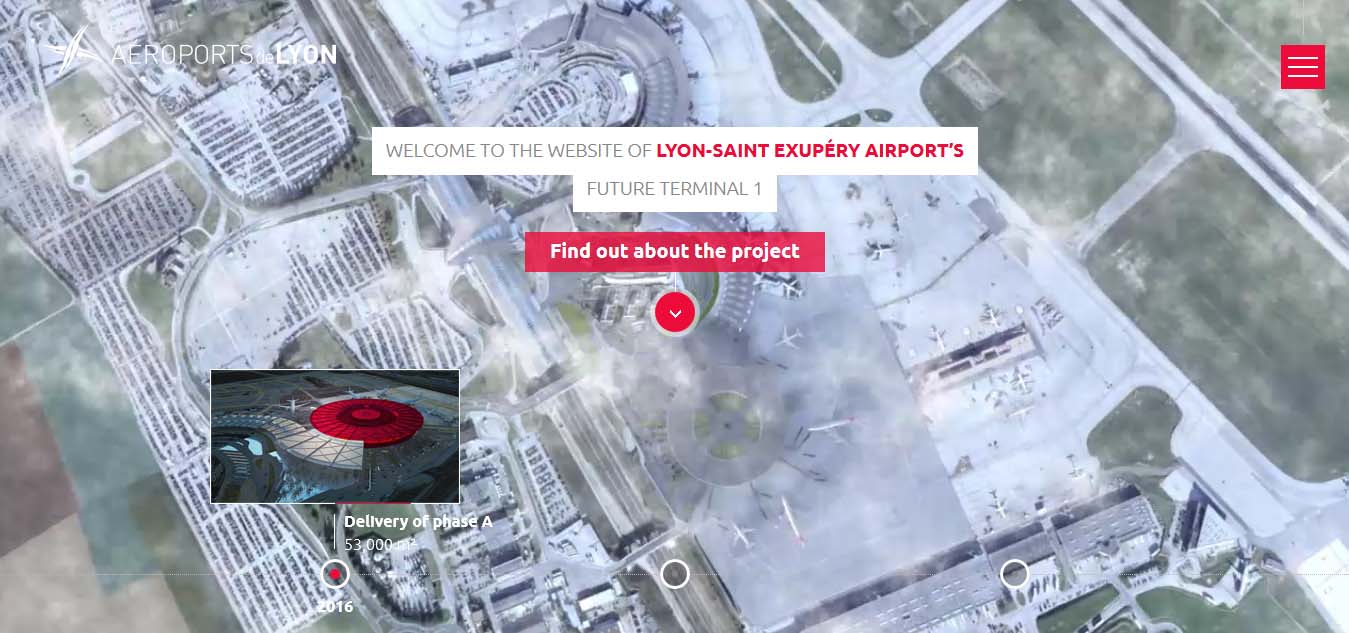 AEROPORTS de LYON
WELCOME TO THE WEBSITE OF LYON-SAINT EXUPÉRY AIRPORT'S
FUTURE TERMINAL 1
Find out about the project
Delivery of phase A
53,000 m²
2016